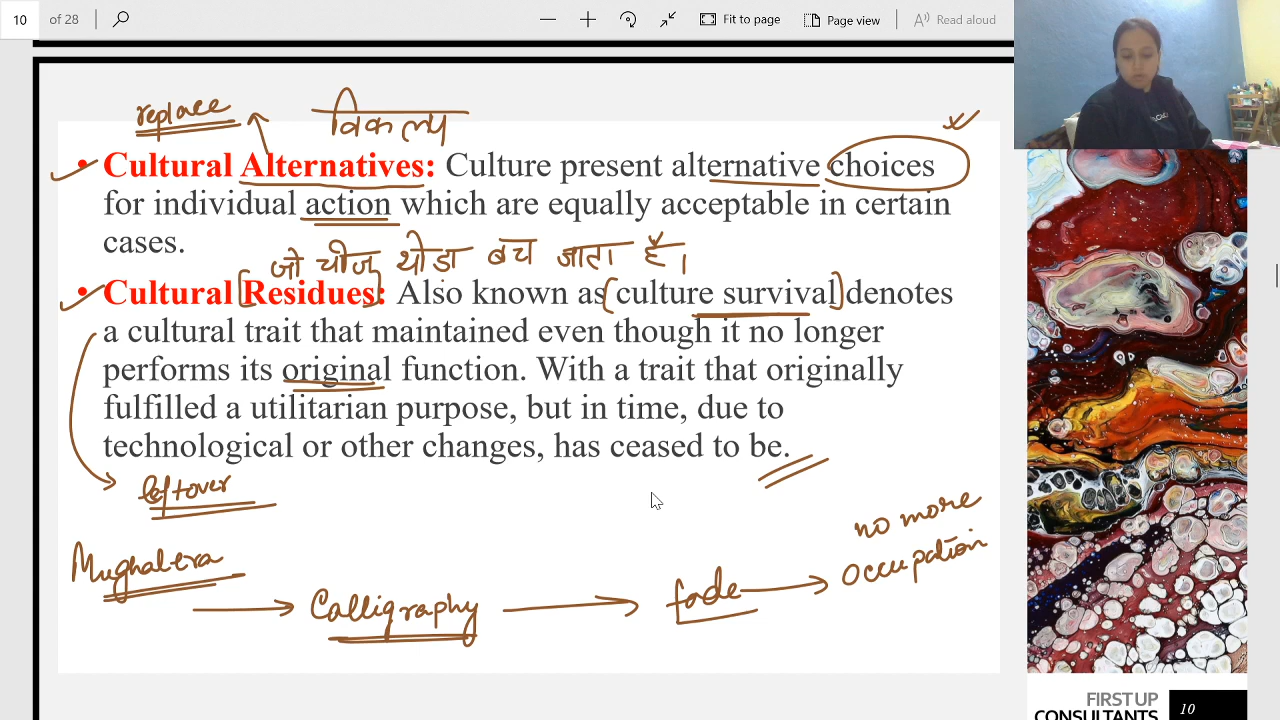 10 of 28 Fit to page Page view Read aloud
replace विकल्प
• Cultural Alternatives: Culture present alternative choices
for individual action which are equally acceptable in certain
cases.
जो चीज थोडा बच जाता है।
• Cultural Residues: Also known as culture survival denotes
a cultural trait that maintained even though it no longer
performs its original function. With a trait that originally
fulfilled a utilitarian purpose, but in time, due to
technological or other changes, has ceased to be.
leftover
Mughal era
Calligraphy
fade
no more
occupation
FIRST UP
CONSULTANTS
10